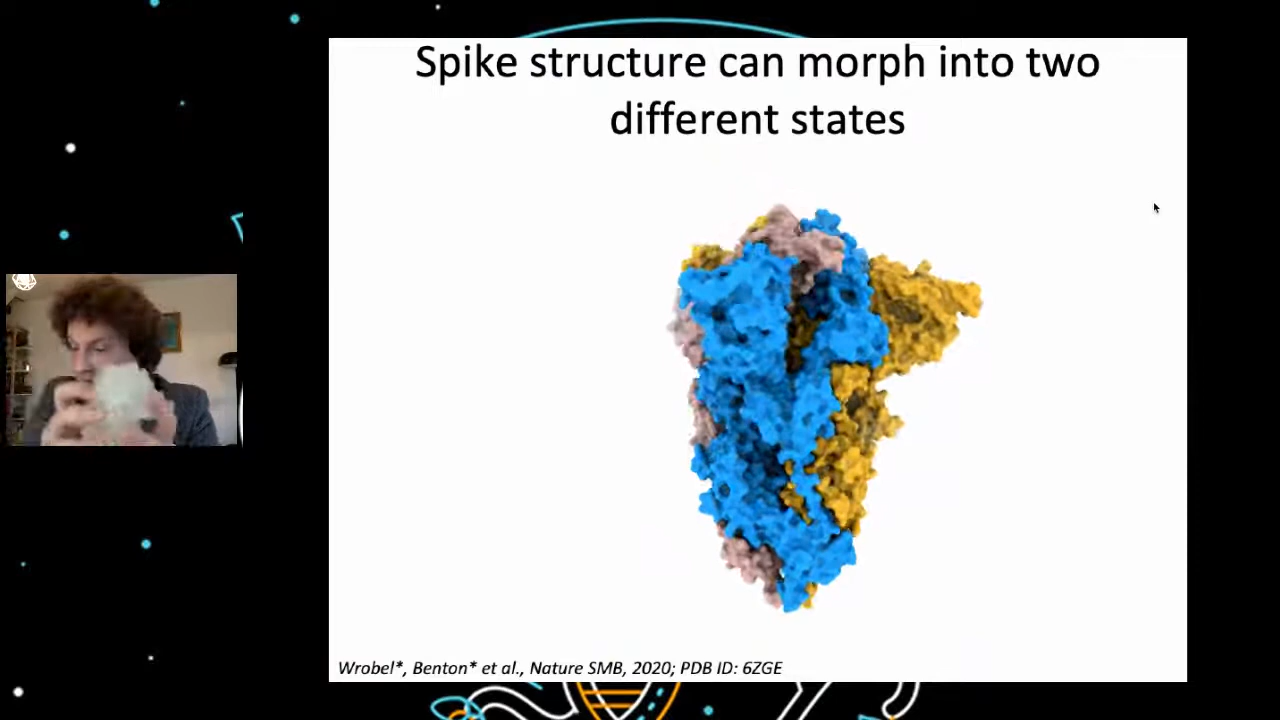 Spike structure can morph into two
different states
Wrobel*, Benton* et al., Nature SMB, 2020; PDB ID: 6ZGE